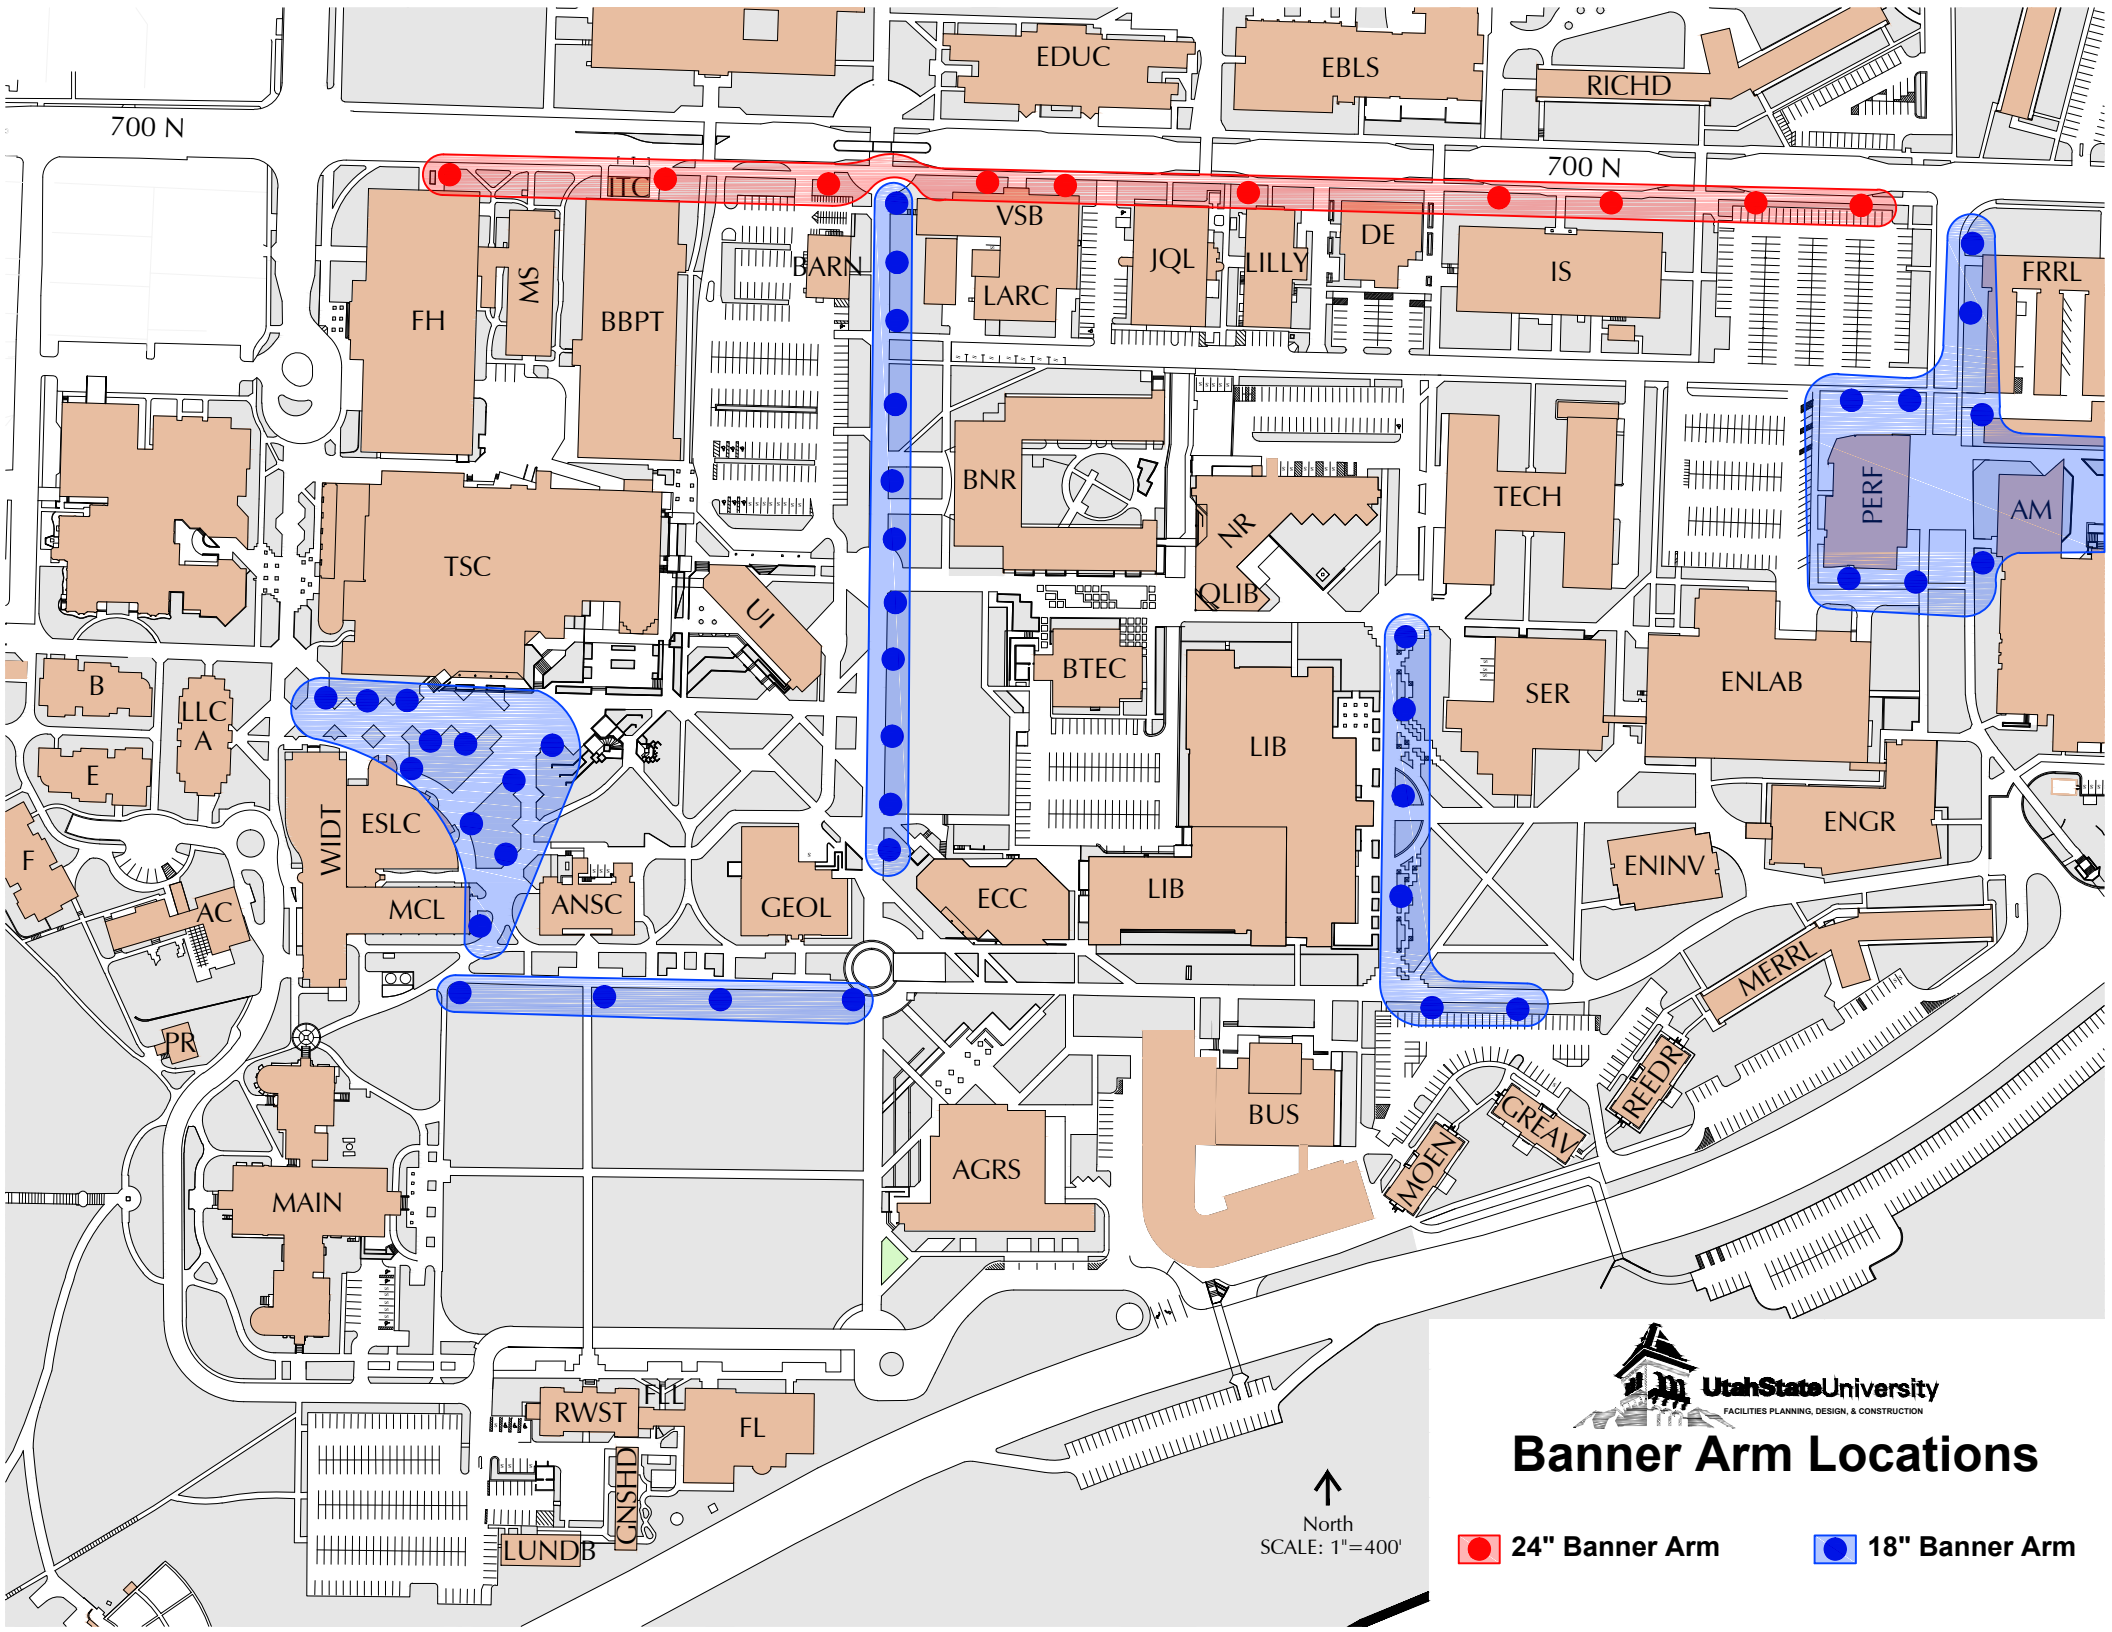 EDUC
EBLS
RICHD
700 N
700 N
ITC
VSB
DE
FRRL
BARN
JQL
LILLY
IS
MS
LARC
FH
BBPT
BNR
TECH
PERF
AM
NR
TSC
QLIB
UI
BTEC
B
SER
ENLAB
LLC
A
LIB
E
WIDT
ESLC
ENGR
F
ENINV
LIB
MCL
ANSC
GEOL
ECC
AC
MERRL
PR
REEDR
BUS
GREAV
MOEN
AGRS
MAIN
FLL
RWST
FL
GNSHD
LUNDB
UtahStateUniversity
FACILITIES PLANNING, DESIGN, & CONSTRUCTION
Banner Arm Locations
North
SCALE: 1"=400'
24" Banner Arm
18" Banner Arm